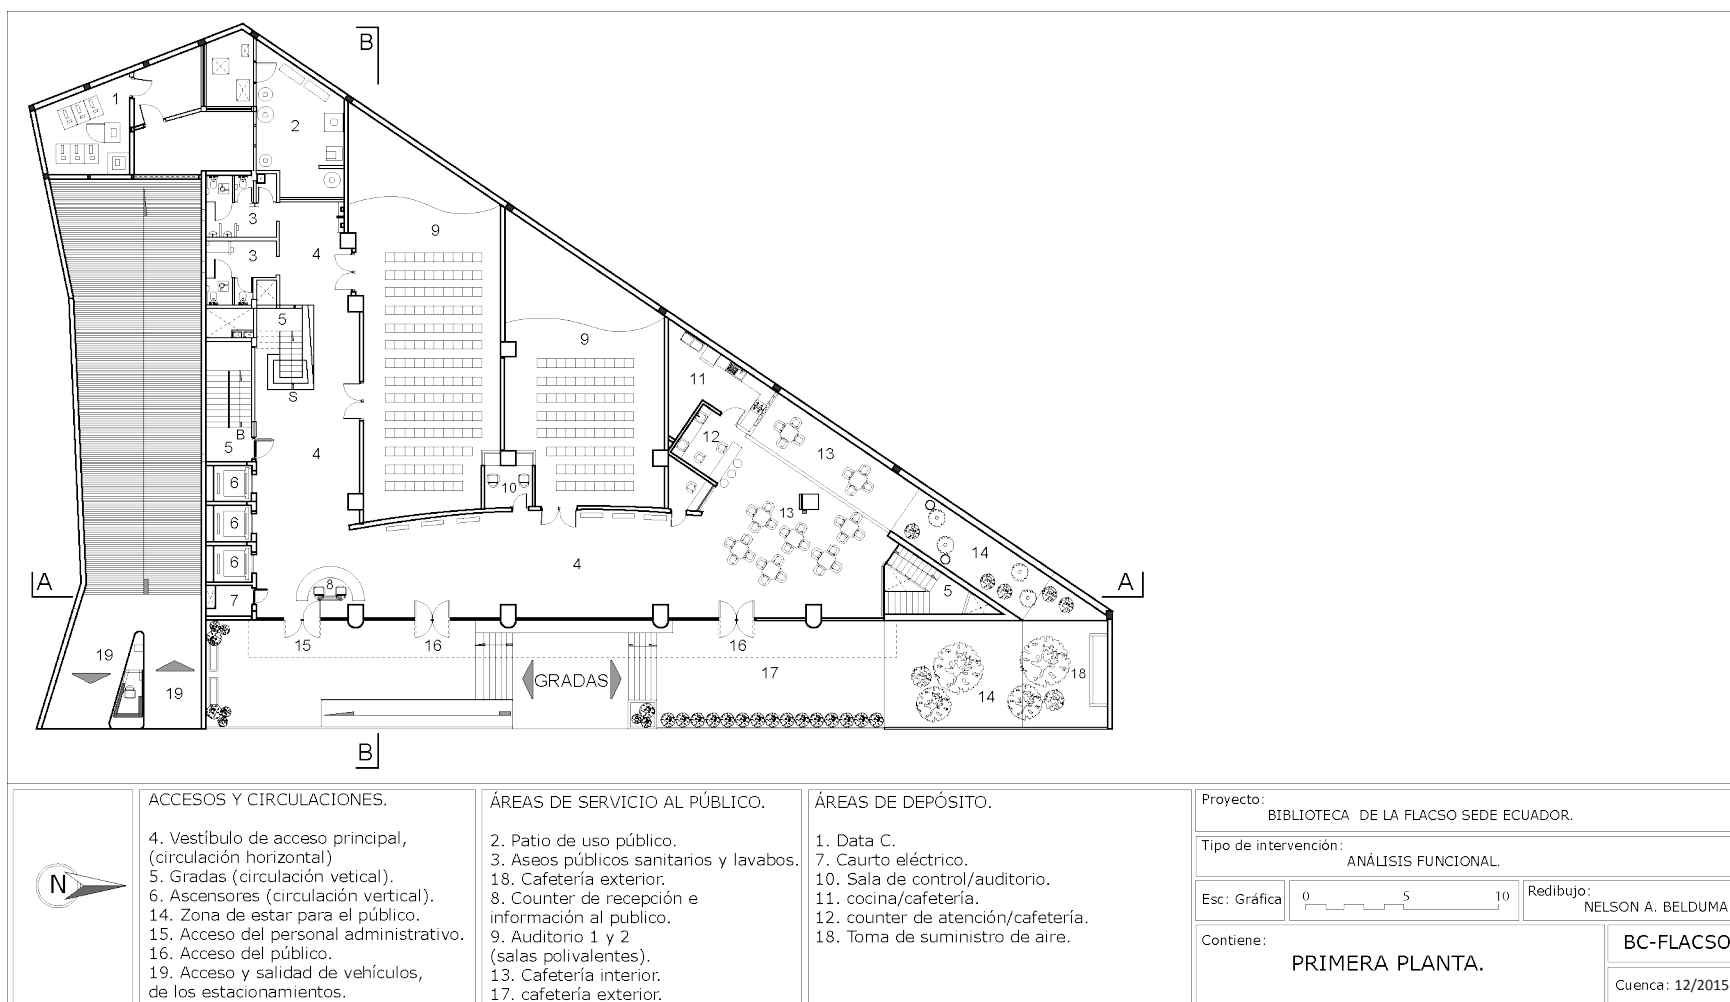 B
1
2
3
4
9
3
5
9
S
11
B
12
13
5
4
6
10
6
13
4
14
6
A
8
5
A
7
15
16
16
19
17
18
GRADAS
19
14
B
N
ACCESOS Y CIRCULACIONES.
4. Vestíbulo de acceso principal,
(circulación horizontal)
5. Gradas (circulación vetical).
6. Ascensores (circulación vertical).
14. Zona de estar para el público.
15. Acceso del personal administrativo.
16. Acceso del público.
19. Acceso y salidad de vehículos,
de los estacionamientos.
ÁREAS DE SERVICIO AL PÚBLICO.
2. Patio de uso público.
3. Aseos públicos sanitarios y lavabos.
18. Cafetería exterior.
8. Counter de recepción e
información al publico.
9. Auditorio 1 y 2
(salas polivalentes).
13. Cafetería interior.
17. cafetería exterior.
ÁREAS DE DEPÓSITO.
1. Data C.
7. Caurto eléctrico.
10. Sala de control/auditorio.
11. cocina/cafetería.
12. counter de atención/cafetería.
18. Toma de suministro de aire.
Proyecto:
BIBLIOTECA DE LA FLACSO SEDE ECUADOR.
Tipo de intervención:
ANÁLISIS FUNCIONAL.
Esc: Gráfica
0 5 10
Redibujo:
NELSON A. BELDUMA
Contiene:
PRIMERA PLANTA.
BC-FLACSO
Cuenca: 12/2015